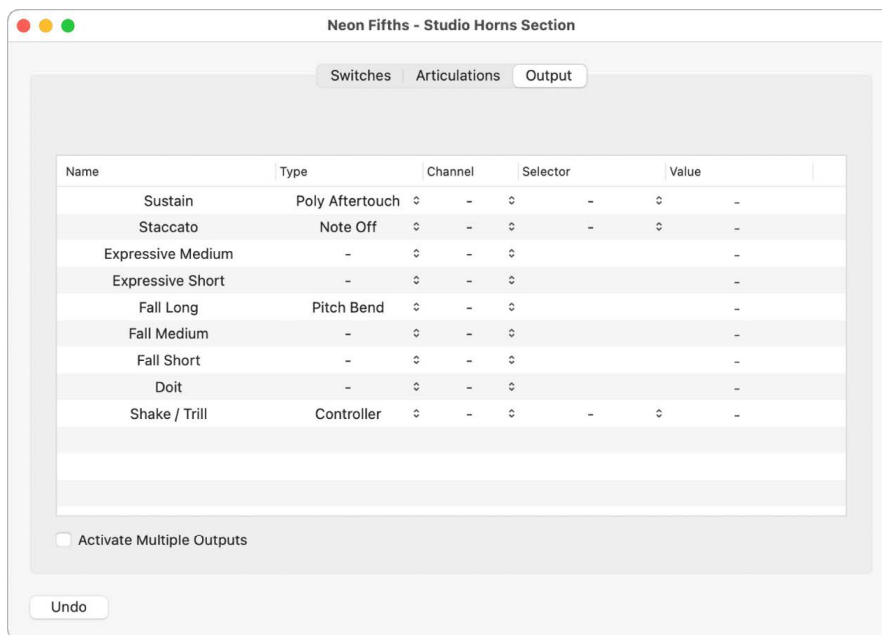 Neon Fifths - Studio Horns Section
Switches Articulations Output
Name Type Channel Selector Value
Sustain Poly Aftertouch - - -
Staccato Note Off - - -
Expressive Medium - - -
Expressive Short - - -
Fall Long Pitch Bend - -
Fall Medium - - -
Fall Short - - -
Doit - - -
Shake / Trill Controller - - -
Activate Multiple Outputs
Undo